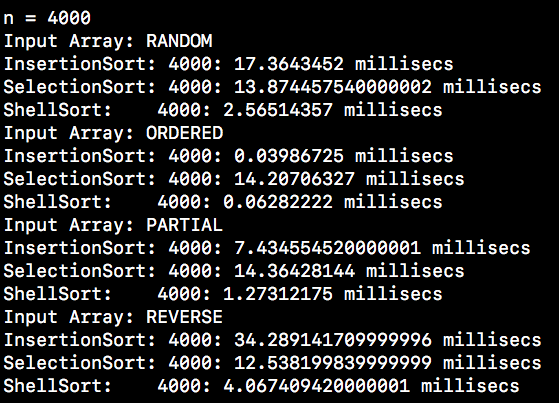 n = 4000
Input Array: RANDOM
InsertionSort: 4000: 17.3643452 millisecs
SelectionSort: 4000: 13.874457540000002 millisecs
ShellSort:    4000: 2.56514357 millisecs
Input Array: ORDERED
InsertionSort: 4000: 0.03986725 millisecs
SelectionSort: 4000: 14.20706327 millisecs
ShellSort:    4000: 0.06282222 millisecs
Input Array: PARTIAL
InsertionSort: 4000: 7.434554520000001 millisecs
SelectionSort: 4000: 14.36428144 millisecs
ShellSort:    4000: 1.27312175 millisecs
Input Array: REVERSE
InsertionSort: 4000: 34.289141709999996 millisecs
SelectionSort: 4000: 12.538199839999999 millisecs
ShellSort:    4000: 4.067409420000001 millisecs